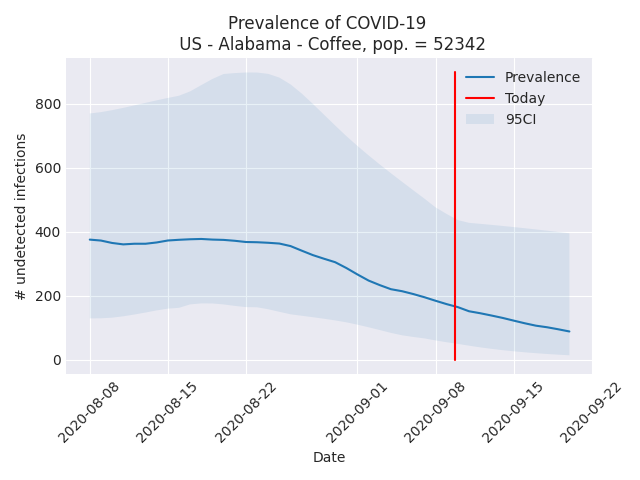 Prevalence of COVID-19
US - Alabama - Coffee, pop. = 52342
Prevalence
Today
95CI
# undetected infections
800
600
400
200
0
2020-08-08
2020-08-15
2020-08-22
2020-09-01
2020-09-08
2020-09-15
2020-09-22
Date